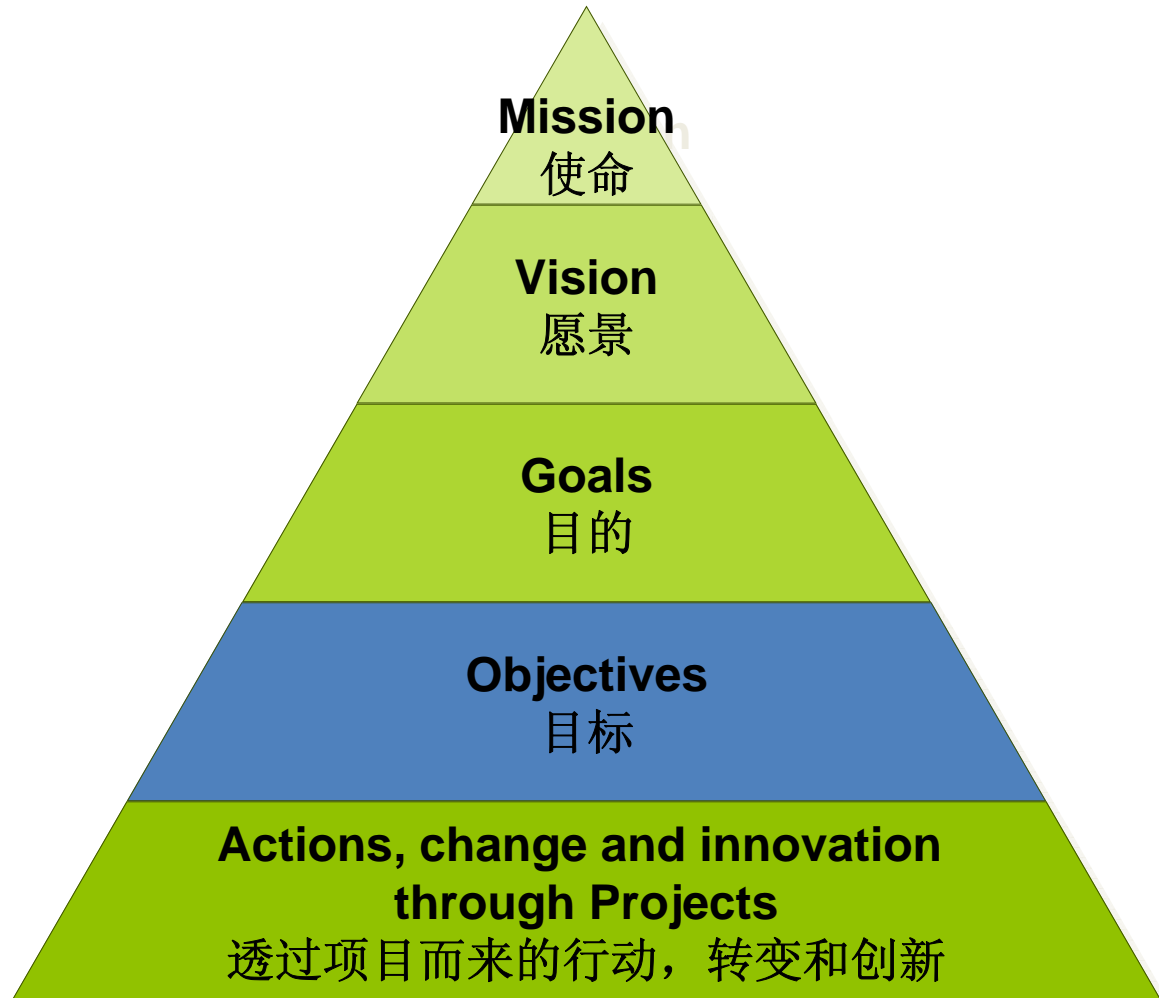 Mission
使命
Vision
愿景
Goals
目的
Objectives
目标
Actions, change and innovation
through Projects
透过项目而来的行动，转变和创新